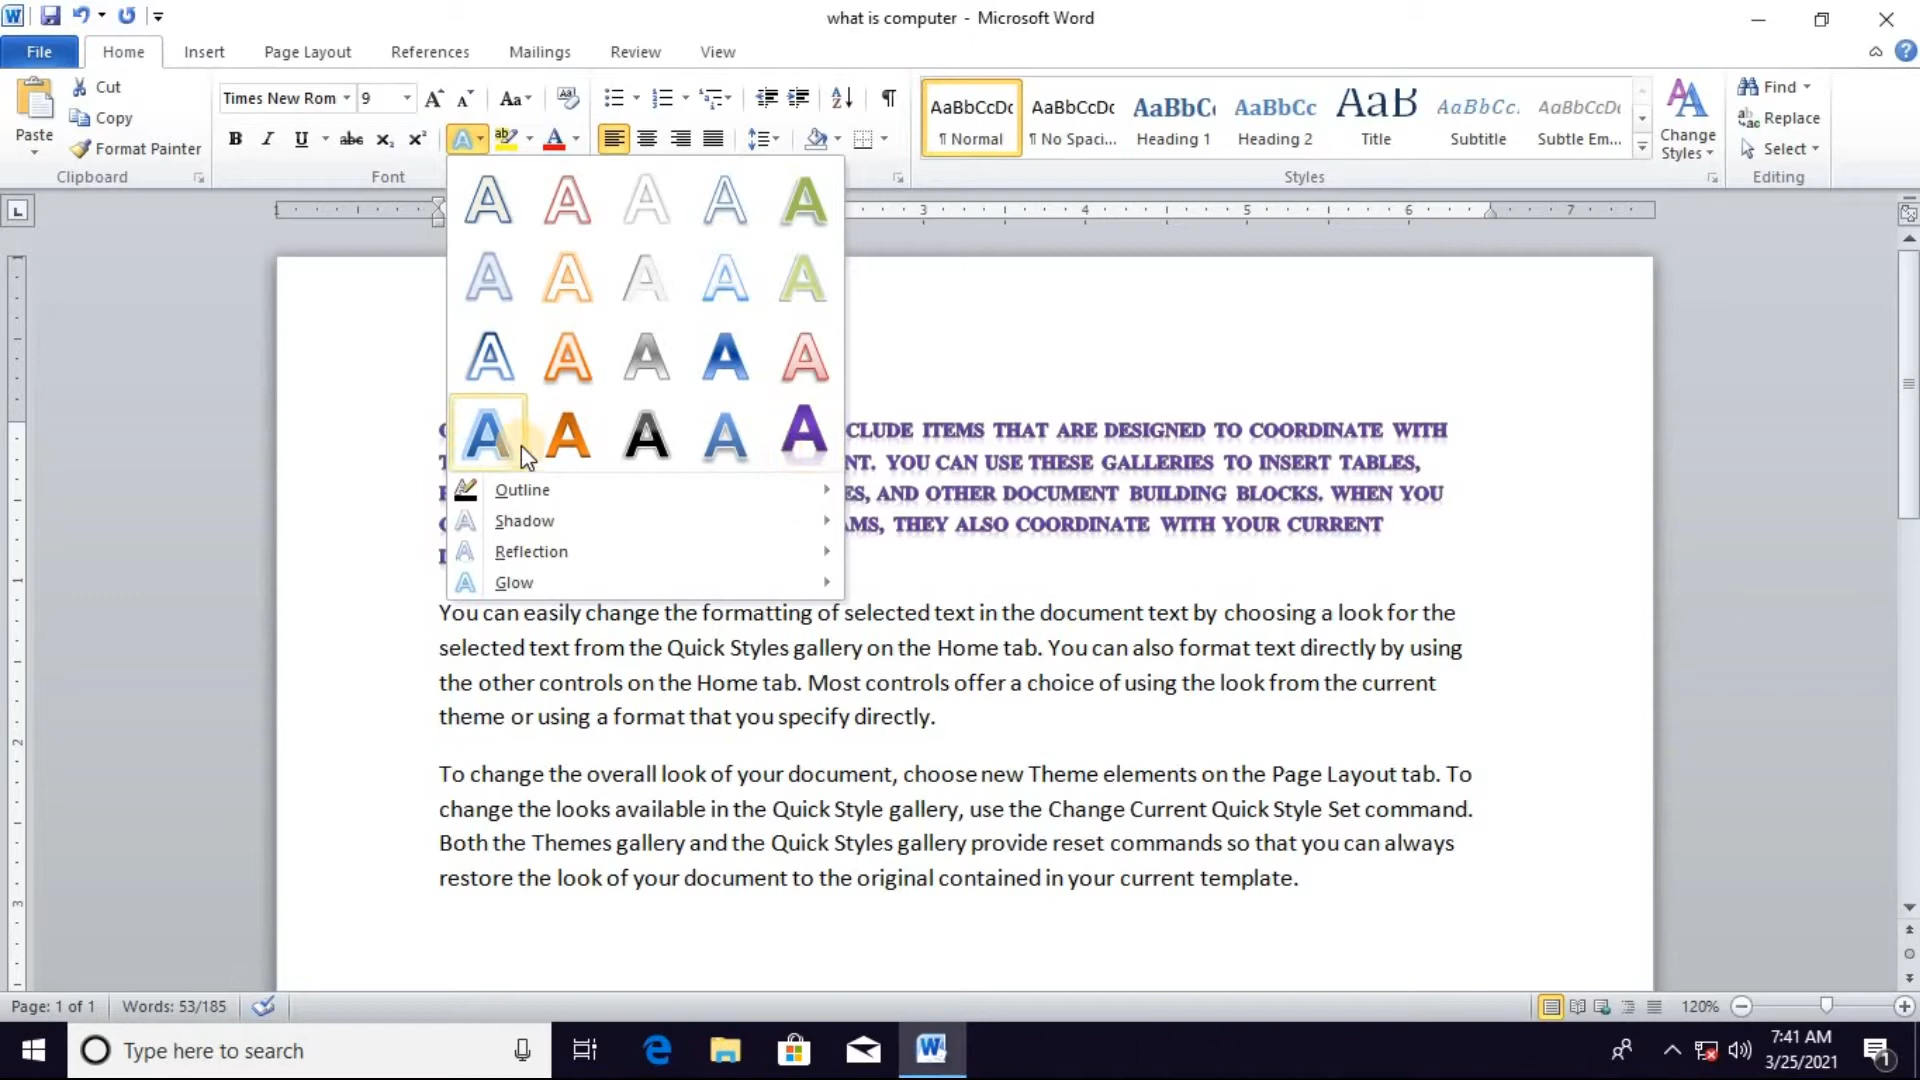 what is computer - Microsoft Word
File Home Insert Page Layout References Mailings Review View
Paste
Cut
Copy
Format Painter
Clipboard
Times New Rom 9
Font
AaBbCcDc AaBbCcDc AaBbC AaBbCc AaB AaBbCc. AaBbCcDc
¶ Normal ¶ No Spaci... Heading 1 Heading 2 Title Subtitle Subtle Em...
Change
Styles
Styles
Find
Replace
Select
Editing
1 3 4 5 6 7
Outline
Shadow
Reflection
Glow
CLUDE ITEMS THAT ARE DESIGNED TO COORDINATE WITH
NT. YOU CAN USE THESE GALLERIES TO INSERT TABLES,
ES, AND OTHER DOCUMENT BUILDING BLOCKS. WHEN YOU
AMS, THEY ALSO COORDINATE WITH YOUR CURRENT
You can easily change the formatting of selected text in the document text by choosing a look for the
selected text from the Quick Styles gallery on the Home tab. You can also format text directly by using
the other controls on the Home tab. Most controls offer a choice of using the look from the current
theme or using a format that you specify directly.
To change the overall look of your document, choose new Theme elements on the Page Layout tab. To
change the looks available in the Quick Style gallery, use the Change Current Quick Style Set command.
Both the Themes gallery and the Quick Styles gallery provide reset commands so that you can always
restore the look of your document to the original contained in your current template.
1
2
3
Page: 1 of 1 Words: 53/185 120%
Type here to search
7:41 AM
3/25/2021
1